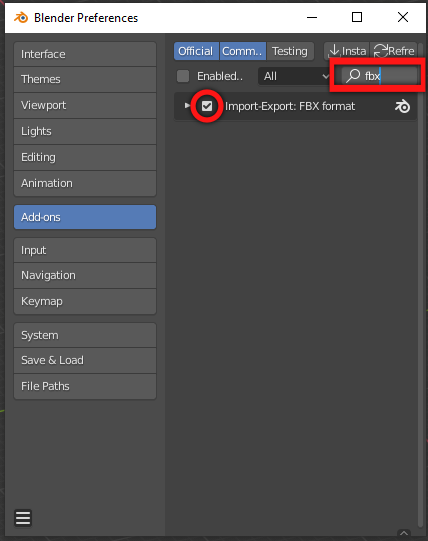 Blender Preferences
Interface
Themes
Viewport
Lights
Editing
Animation
Add-ons
Input
Navigation
Keymap
System
Save & Load
File Paths
Official Comm.. Testing Insta Refre
Enabled.. All fbx
Import-Export: FBX format